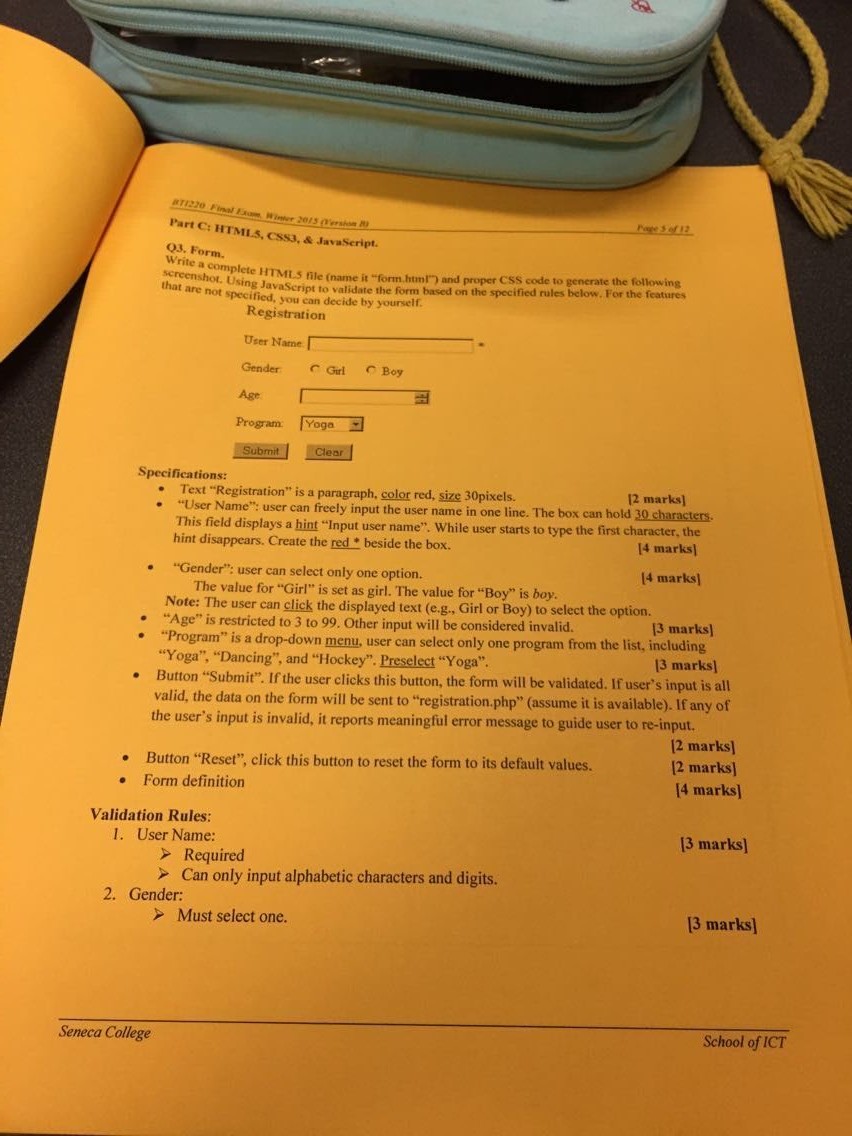 BTI220 Final Exam, Winter 2015 (Version B)
Page 5 of 12
Part C: HTML5, CSS3, & JavaScript.
Q3. Form.
Write a complete HTML5 file (name it "form.html") and proper CSS code to generate the following
screenshot. Using JavaScript to validate the form based on the specified rules below. For the features
that are not specified, you can decide by yourself.
Registration
User Name: *
Gender: Girl Boy
Age:
Program: Yoga
Submit Clear
Specifications:
• Text "Registration" is a paragraph, color red, size 30pixels. [2 marks]
• "User Name": user can freely input the user name in one line. The box can hold 30 characters.
This field displays a hint "Input user name". While user starts to type the first character, the
hint disappears. Create the red * beside the box. [4 marks]
• "Gender": user can select only one option. [4 marks]
The value for "Girl" is set as girl. The value for "Boy" is boy.
Note: The user can click the displayed text (e.g., Girl or Boy) to select the option.
• "Age" is restricted to 3 to 99. Other input will be considered invalid. [3 marks]
• "Program" is a drop-down menu, user can select only one program from the list, including
"Yoga", "Dancing", and "Hockey". Preselect "Yoga". [3 marks]
• Button "Submit". If the user clicks this button, the form will be validated. If user's input is all
valid, the data on the form will be sent to "registration.php" (assume it is available). If any of
the user's input is invalid, it reports meaningful error message to guide user to re-input.
[2 marks]
• Button "Reset", click this button to reset the form to its default values. [2 marks]
• Form definition [4 marks]
Validation Rules:
1. User Name: [3 marks]
➢ Required
➢ Can only input alphabetic characters and digits.
2. Gender:
➢ Must select one. [3 marks]
Seneca College
School of ICT